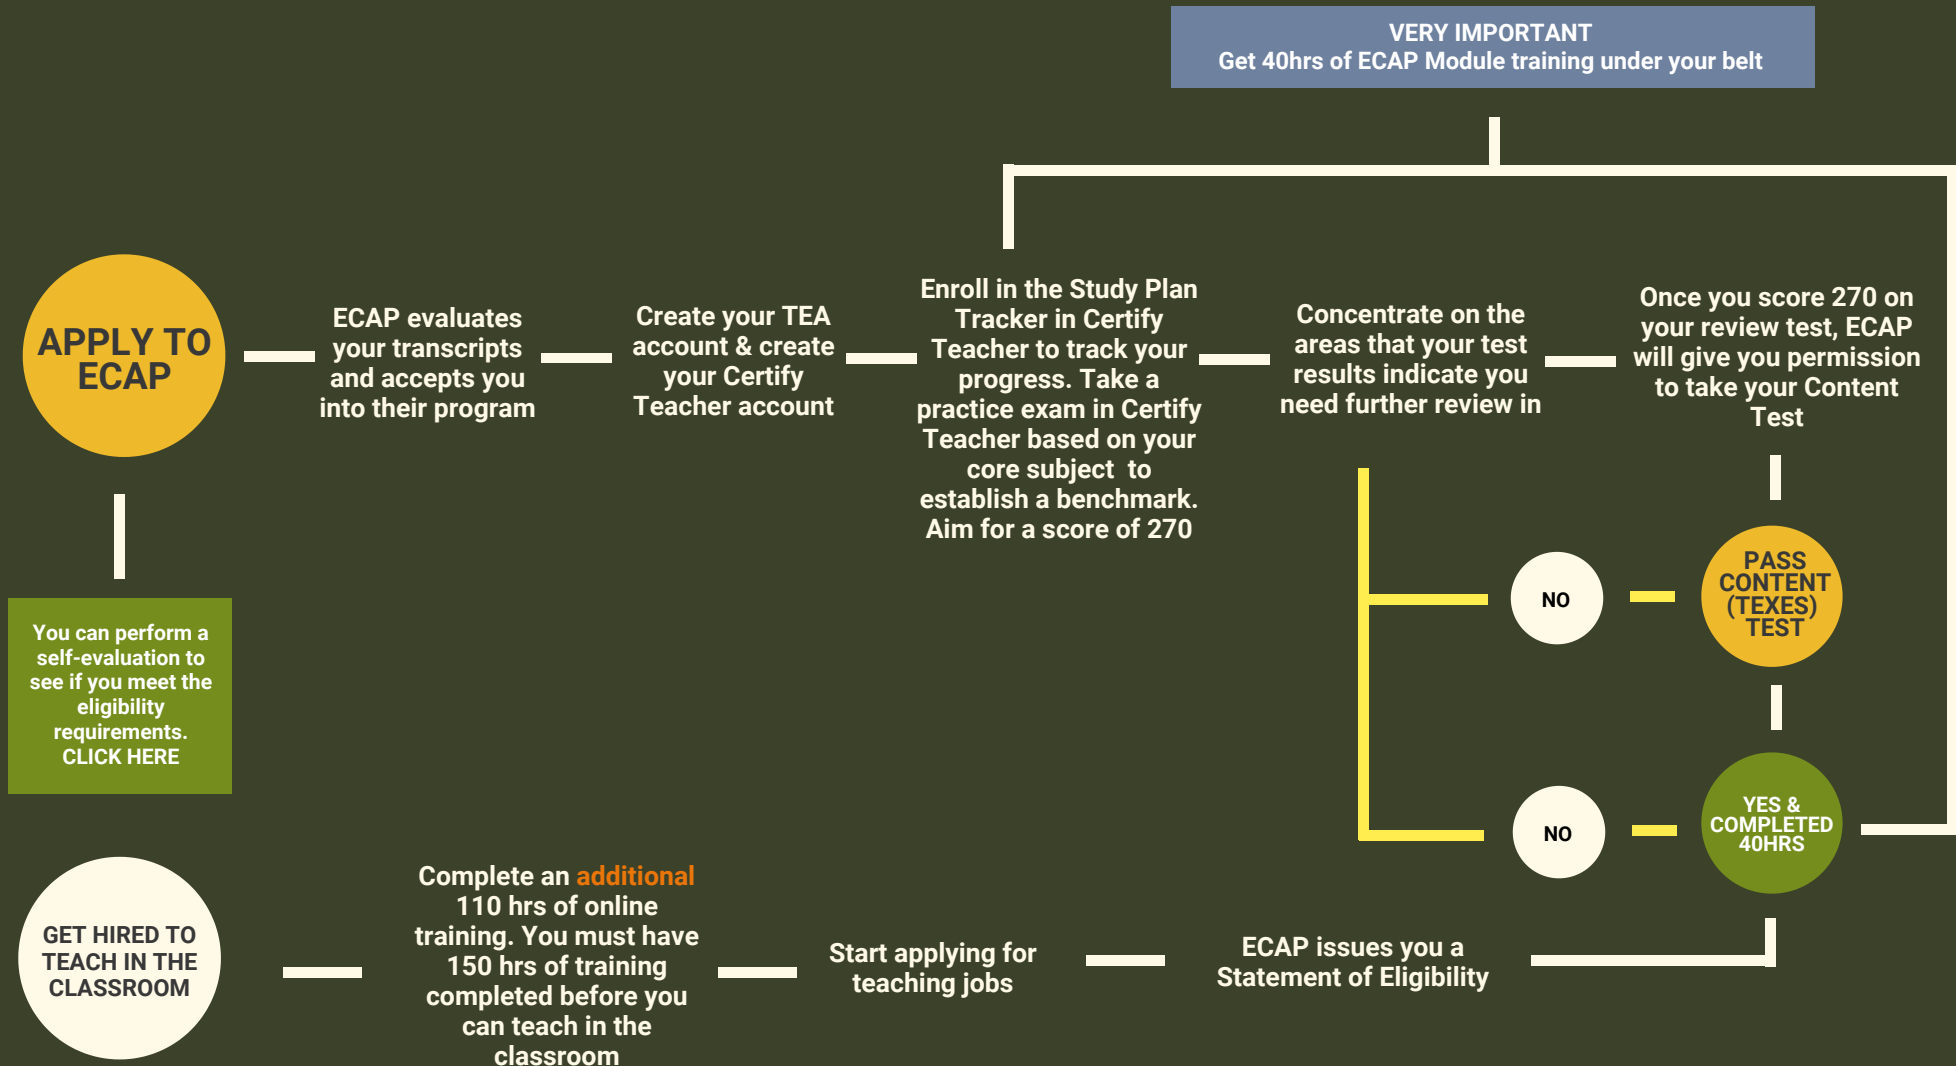 VERY IMPORTANT
Get 40hrs of ECAP Module training under your belt
APPLY TO
ECAP
ECAP evaluates
your transcripts
and accepts you
into their program
Create your TEA
account & create
your Certify
Teacher account
Enroll in the Study Plan
Tracker in Certify
Teacher to track your
progress. Take a
practice exam in Certify
Teacher based on your
core subject to
establish a benchmark.
Aim for a score of 270
Concentrate on the
areas that your test
results indicate you
need further review in
Once you score 270 on
your review test, ECAP
will give you permission
to take your Content
Test
You can perform a
self-evaluation to
see if you meet the
eligibility
requirements.
CLICK HERE
NO
PASS
CONTENT
(TEXES)
TEST
NO
YES &
COMPLETED
40HRS
ECAP issues you a
Statement of Eligibility
Start applying for
teaching jobs
Complete an additional
110 hrs of online
training. You must have
150 hrs of training
completed before you
can teach in the
classroom
GET HIRED TO
TEACH IN THE
CLASSROOM